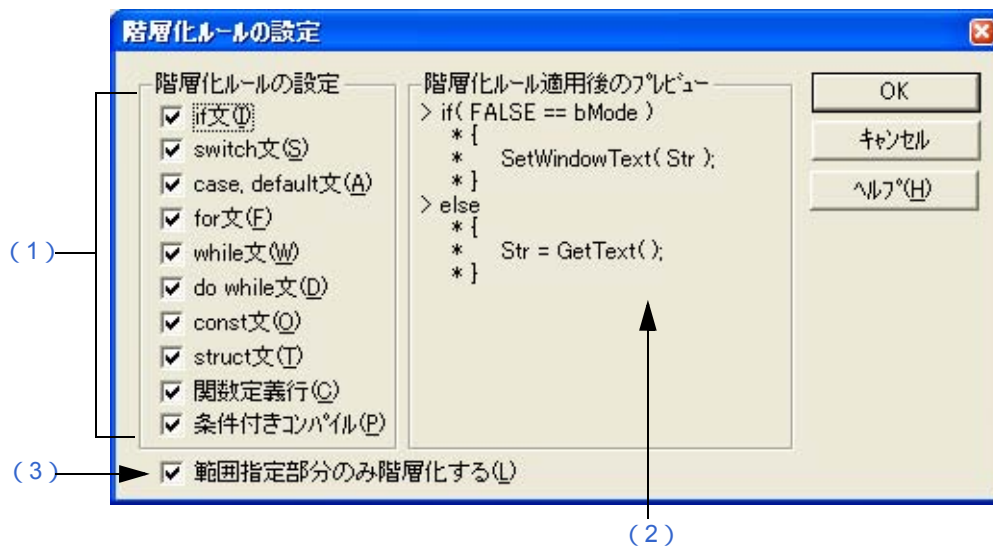 階層化ルールの設定
階層化ルールの設定
if文(I)
switch文(S)
case, default文(A)
for文(F)
while文(W)
do while文(D)
const文(O)
struct文(T)
関数定義行(C)
条件付きコンパイル(P)
範囲指定部分のみ階層化する(L)
階層化ルール適用後のプレビュー
> if( FALSE == bMode )
* {
*     SetWindowText( Str );
* }
> else
* {
*     Str = GetText( );
* }
OK
キャンセル
ヘルプ(H)
(1)
(3)
(2)